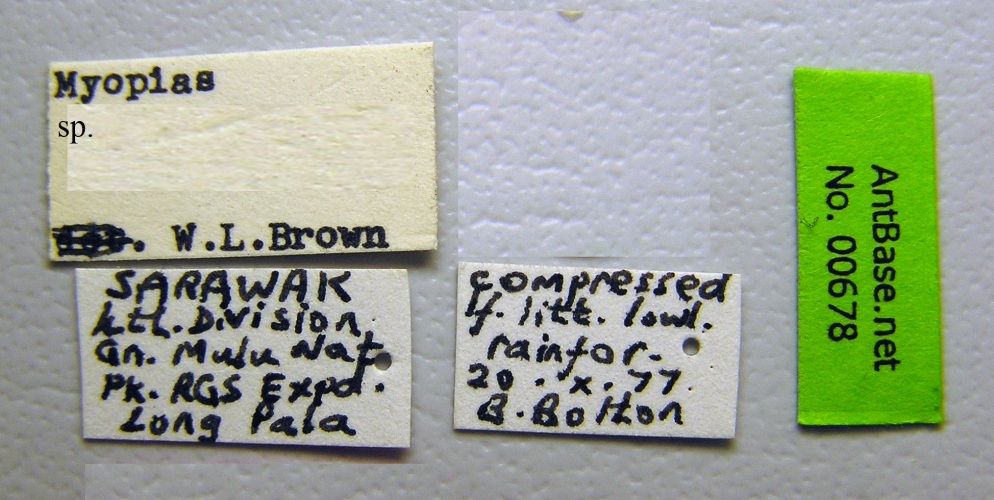 Myopias
sp.
W.L.Brown
SARAWAK
4th. Division,
Gn. Mulu Nat
Pk. RGS Exped.
Long Pala
compressed
lf. litt. lowl.
rainfor.
20. x. 77
B. Bolton
AntBase.net
No. 00678